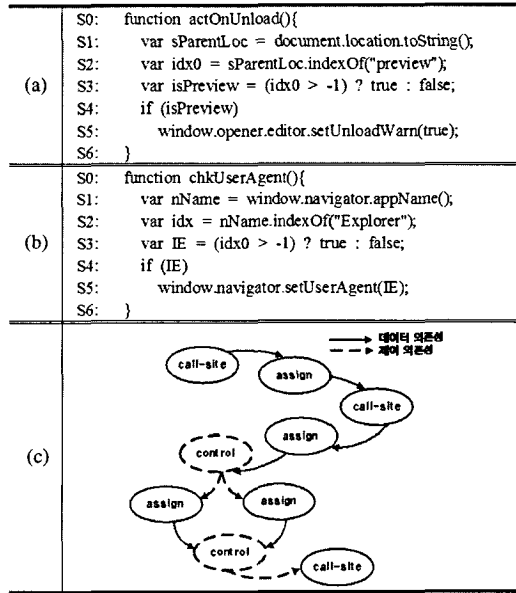 (a)
S0: function actOnUnload(){
S1: var sParentLoc = document.location.toString();
S2: var idx0 = sParentLoc.indexOf("preview");
S3: var isPreview = (idx0 > -1) ? true : false;
S4: if (isPreview)
S5: window.opener.editor.setUnloadWarn(true);
S6: }
(b)
S0: function chkUserAgent(){
S1: var nName = window.navigator.appName();
S2: var idx = nName.indexOf("Explorer");
S3: var IE = (idx0 > -1) ? true : false;
S4: if (IE)
S5: window.navigator.setUserAgent(IE);
S6: }
(c)
데이터 의존성
제어 의존성
call-site
assign
call-site
assign
control
assign
assign
control
call-site